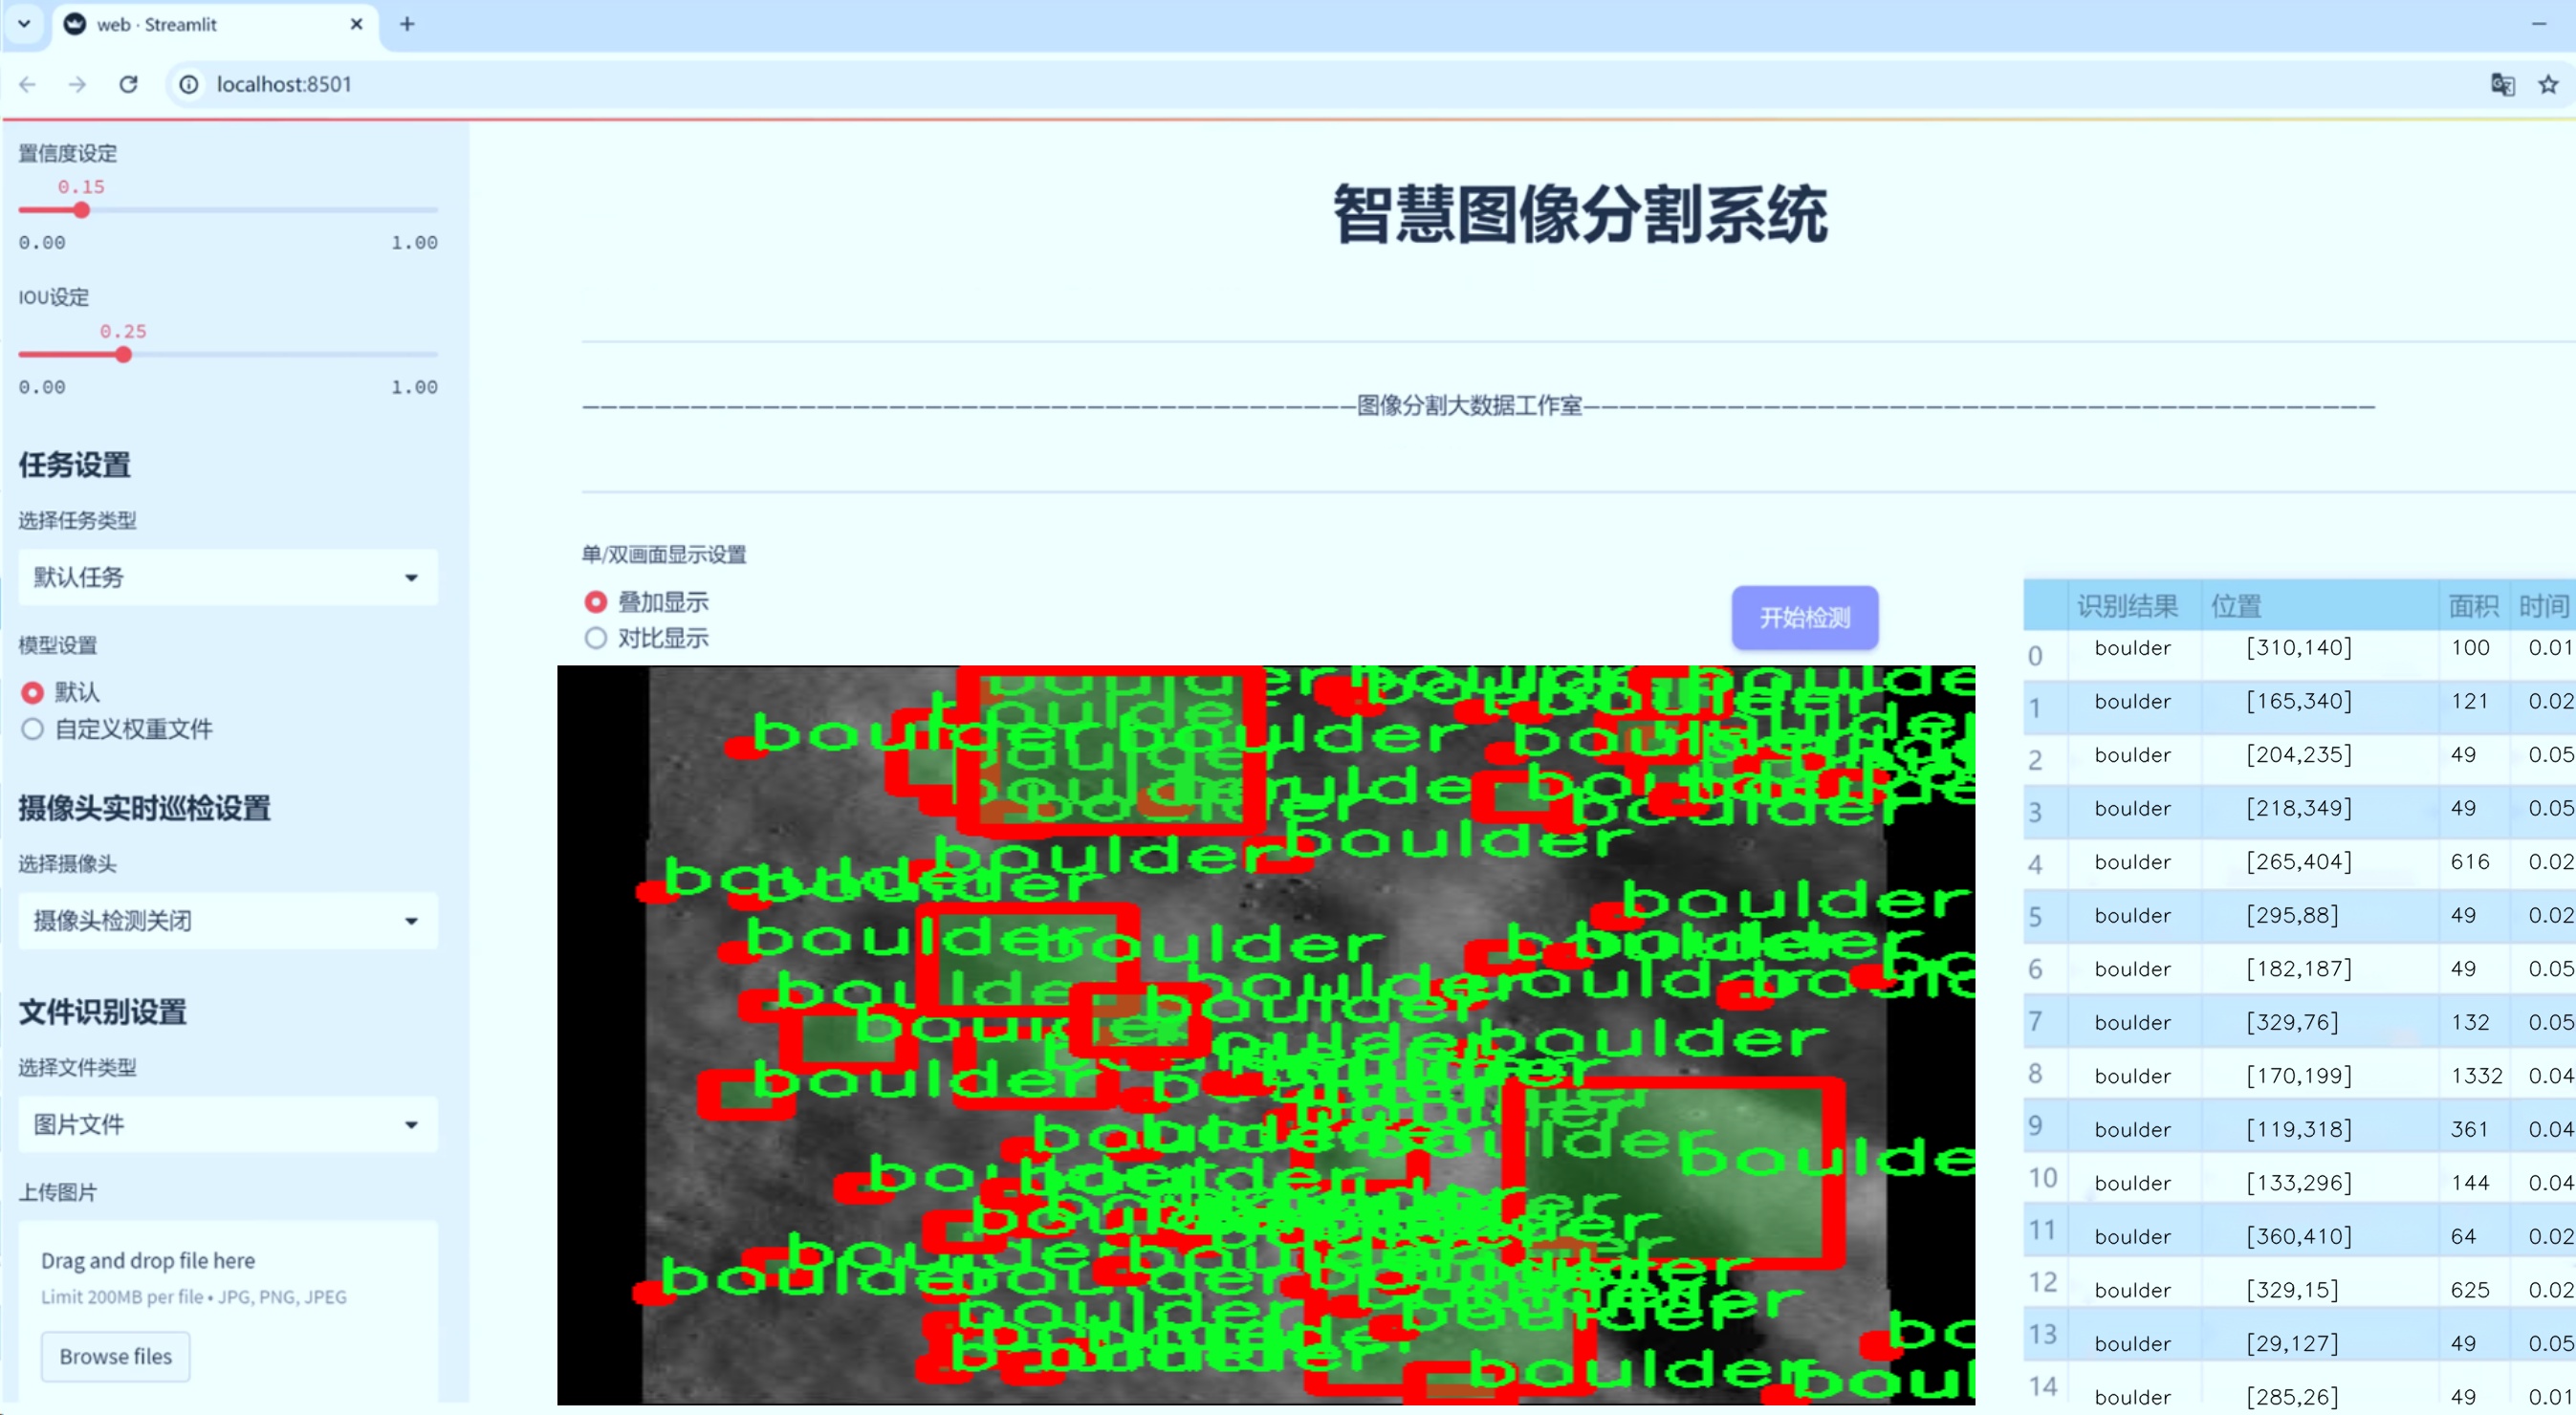 web · Streamlit
localhost:8501
置信度设定
0.15
0.00 1.00
IOU设定
0.25
0.00 1.00
任务设置
选择任务类型
默认任务
模型设置
默认
自定义权重文件
摄像头实时巡检设置
选择摄像头
摄像头检测关闭
文件识别设置
选择文件类型
图片文件
上传图片
Drag and drop file here
Limit 200MB per file • JPG, PNG, JPEG
Browse files
智慧图像分割系统
图像分割大数据工作室
单/双画面显示设置
叠加显示
对比显示
开始检测
boulder
boulder
boulder
boulder
boulder
boulder
boulder
boulder
boulder
boulder
boulder
识别结果 位置 面积 时间
0 boulder [310,140] 100 0.01
1 boulder [165,340] 121 0.02
2 boulder [204,235] 49 0.05
3 boulder [218,349] 49 0.05
4 boulder [265,404] 616 0.02
5 boulder [295,88] 49 0.02
6 boulder [182,187] 49 0.05
7 boulder [329,76] 132 0.05
8 boulder [170,199] 1332 0.04
9 boulder [119,318] 361 0.04
10 boulder [133,296] 144 0.04
11 boulder [360,410] 64 0.02
12 boulder [329,15] 625 0.02
13 boulder [29,127] 49 0.05
14 boulder [285,26] 49 0.01